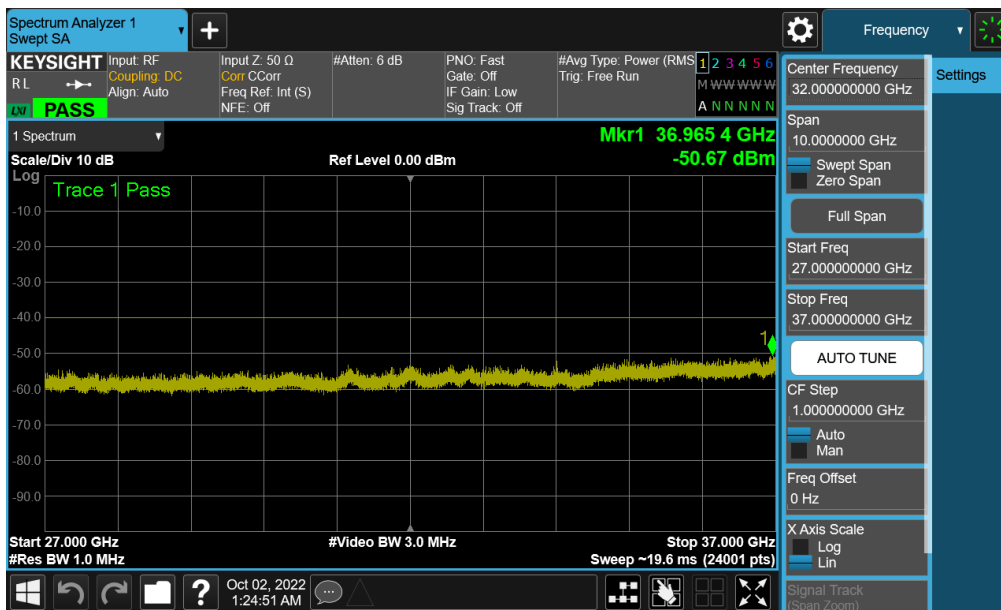 Spectrum Analyzer 1
Swept SA
+
Frequency
KEYSIGHT
R L
LXI
PASS
Input: RF
Coupling: DC
Align: Auto
Input Z: 50 Ω
Corr CCorr
Freq Ref: Int (S)
NFE: Off
#Atten: 6 dB
PNO: Fast
Gate: Off
IF Gain: Low
Sig Track: Off
#Avg Type: Power (RMS
Trig: Free Run
1 2 3 4 5 6
M W W W W W
A N N N N N
1 Spectrum
Scale/Div 10 dB
Log
Ref Level 0.00 dBm
Mkr1 36.965 4 GHz
-50.67 dBm
Trace 1 Pass
-10.0
-20.0
-30.0
-40.0
-50.0
-60.0
-70.0
-80.0
-90.0
1
Start 27.000 GHz
#Res BW 1.0 MHz
#Video BW 3.0 MHz
Stop 37.000 GHz
Sweep ~19.6 ms (24001 pts)
?
Oct 02, 2022
1:24:51 AM
Center Frequency
32.000000000 GHz
Span
10.0000000 GHz
Swept Span
Zero Span
Full Span
Start Freq
27.000000000 GHz
Stop Freq
37.000000000 GHz
AUTO TUNE
CF Step
1.000000000 GHz
Auto
Man
Freq Offset
0 Hz
X Axis Scale
Log
Lin
Signal Track
(Span Zoom)
Settings